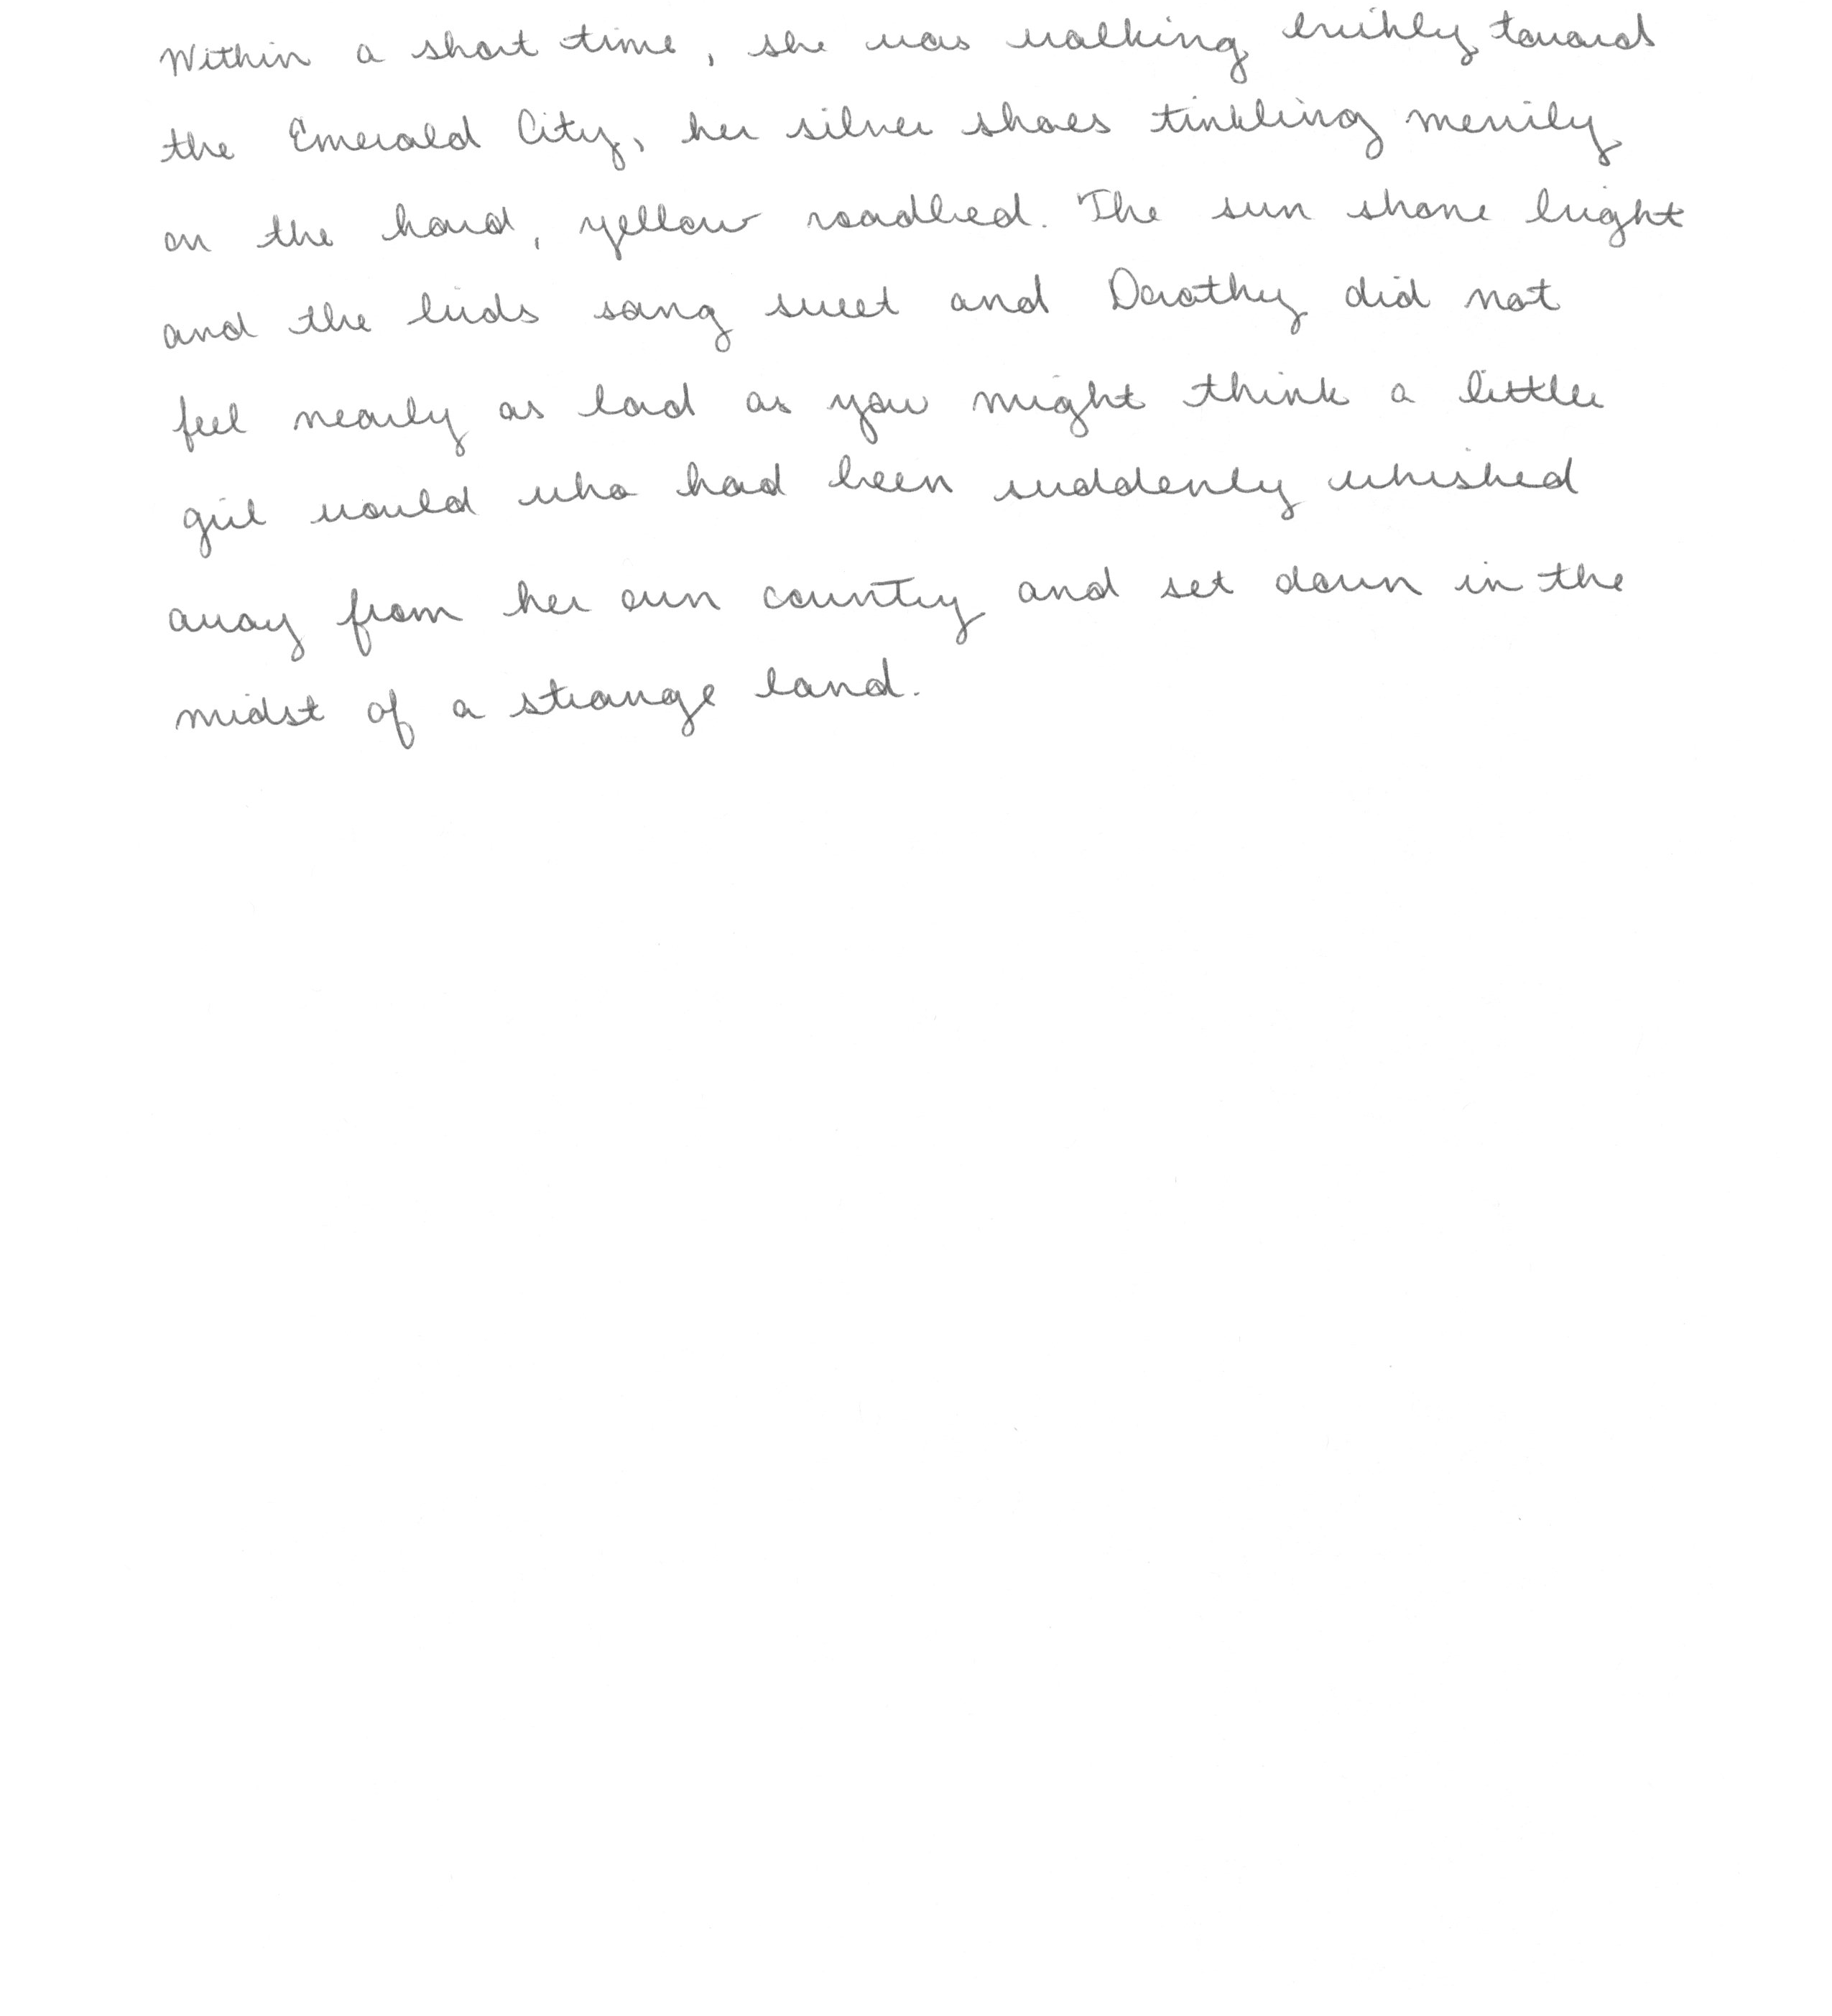 Within a short time, she was walking briskly toward
the Emerald City, her silver shoes tinkling merrily
on the hard, yellow roadbed. The sun shone bright
and the birds sang sweet and Dorothy did not
feel nearly as bad as you might think a little
girl would who had been suddenly whisked
away from her own country and set down in the
midst of a strange land.